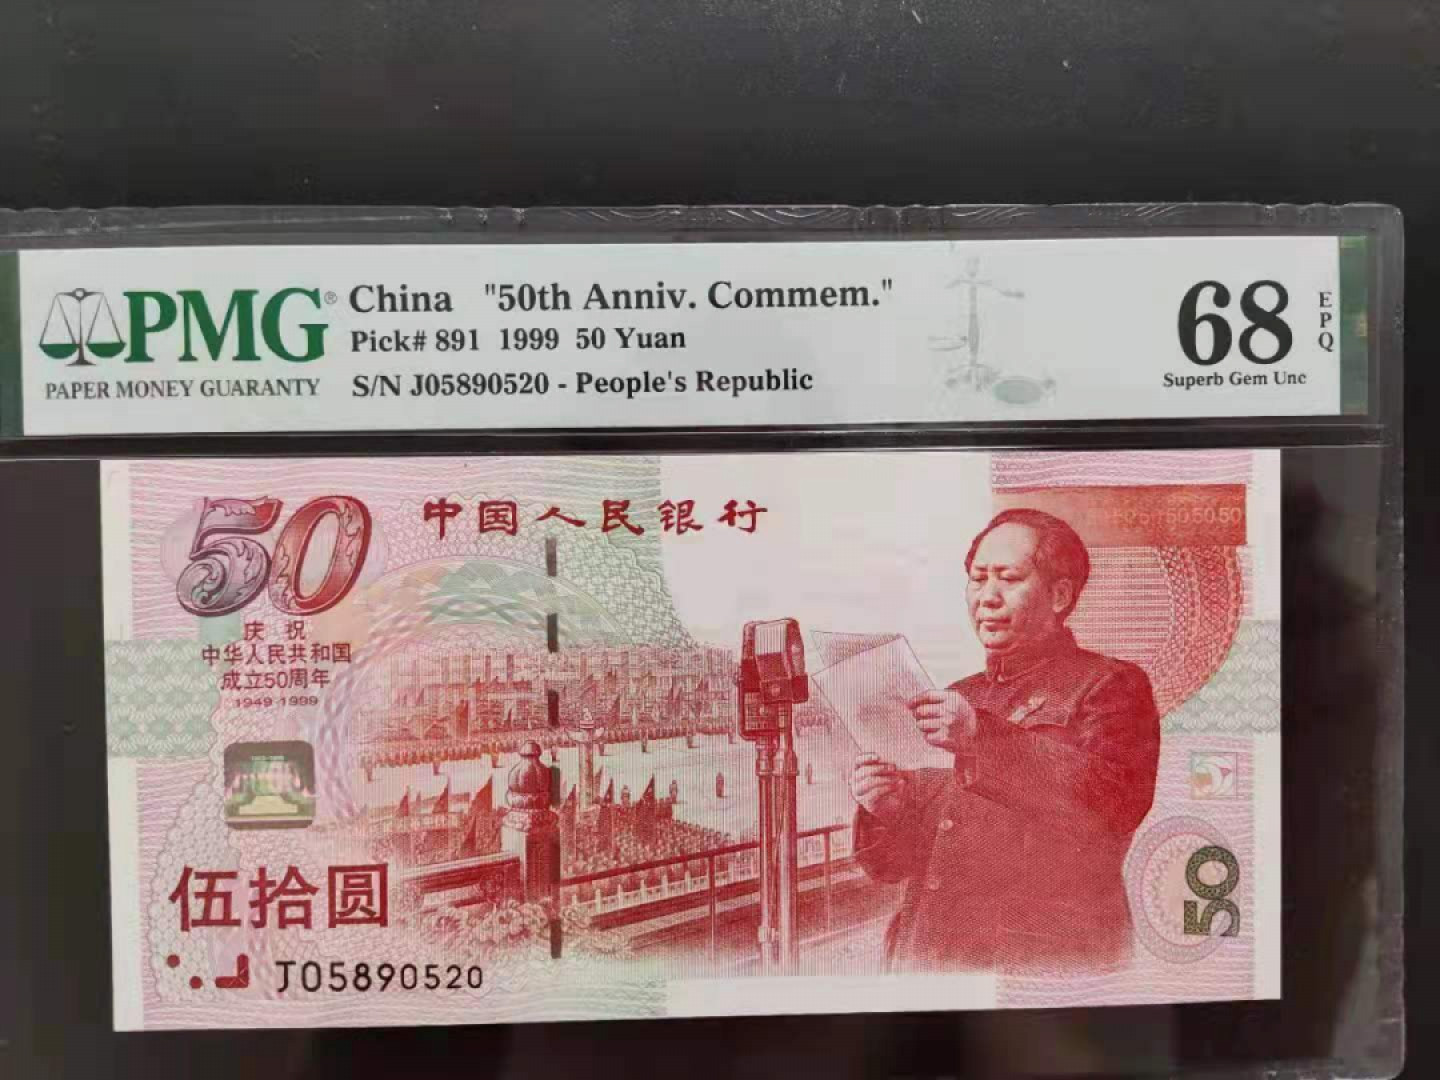 PMG®
PAPER MONEY GUARANTY
China "50th Anniv. Commem."
Pick# 891 1999 50 Yuan
S/N J05890520 - People's Republic
68
EPQ
Superb Gem Unc
50
中国人民银行
505050
庆祝
中华人民共和国
成立50周年
1949-1999
伍拾圆
J05890520
50